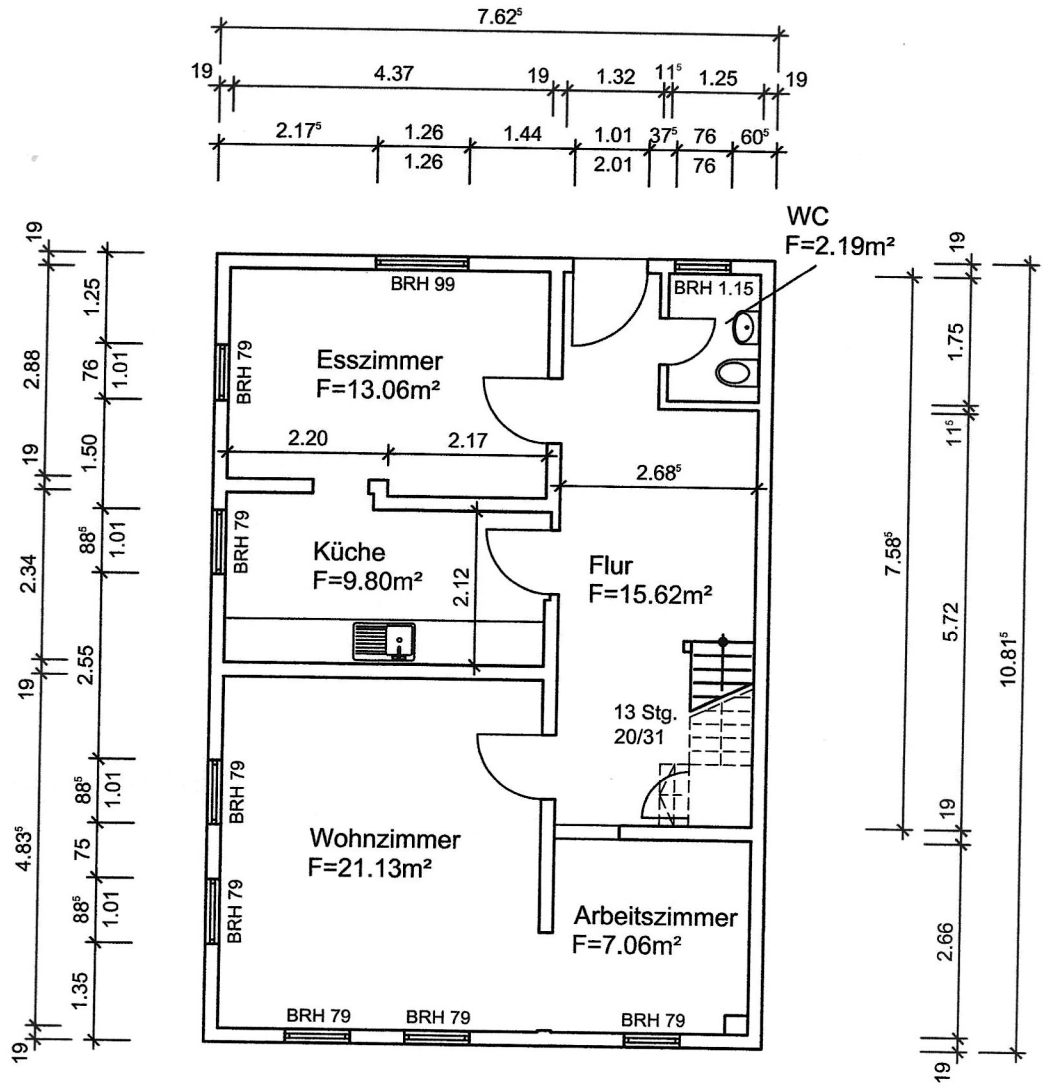 7.62⁵
19 4.37 19 1.32 11⁵ 1.25 19
2.17⁵ 1.26 1.44 1.01 37⁵ 76 60⁵
1.26 2.01 76
WC
F=2.19m²
BRH 99
BRH 1.15
Esszimmer
F=13.06m²
BRH 79
2.20 2.17
2.68⁵
BRH 79
Küche
F=9.80m²
2.12
Flur
F=15.62m²
13 Stg.
20/31
BRH 79
Wohnzimmer
F=21.13m²
BRH 79
Arbeitszimmer
F=7.06m²
BRH 79 BRH 79 BRH 79
19
2.88
19
2.34
19
4.83⁵
19
1.25
76
1.01
1.50
88⁵
1.01
2.55
88⁵
1.01
75
88⁵
1.01
1.35
7.58⁵
19
1.75
11⁵
5.72
19
2.66
19
10.81⁵